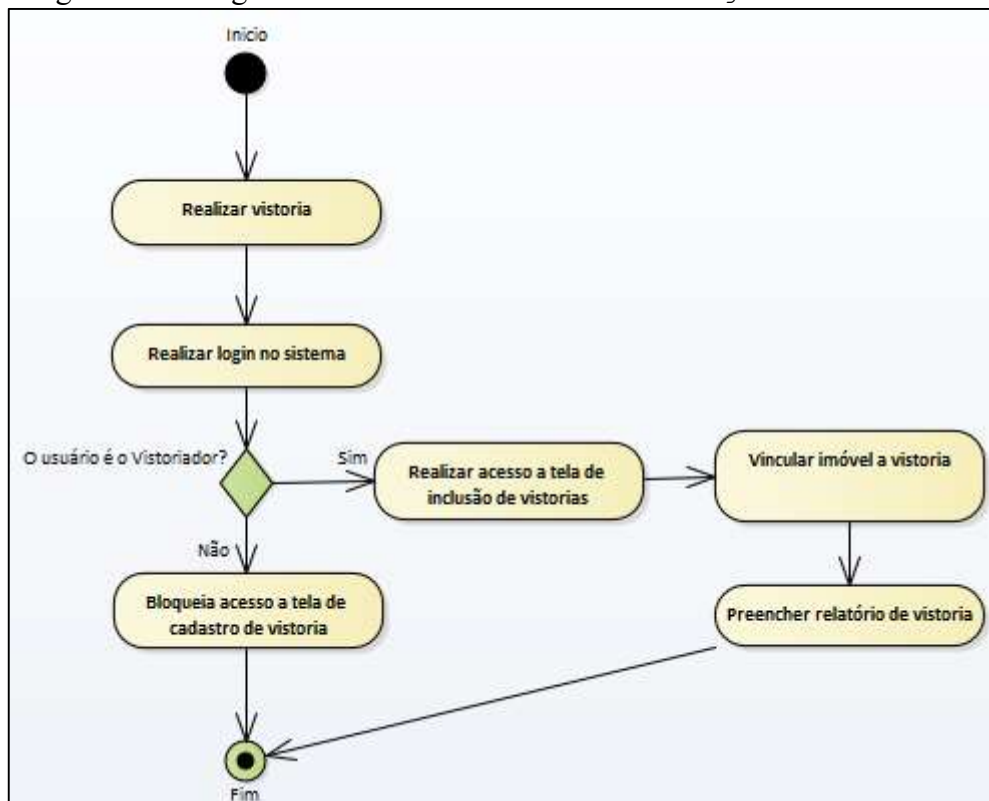 Inicio
Realizar vistoria
Realizar login no sistema
O usuário é o Vistoriador?
Sim
Realizar acesso a tela de
inclusão de vistorias
Vincular imóvel a vistoria
Não
Bloqueia acesso a tela de
cadastro de vistoria
Preencher relatório de vistoria
Fim